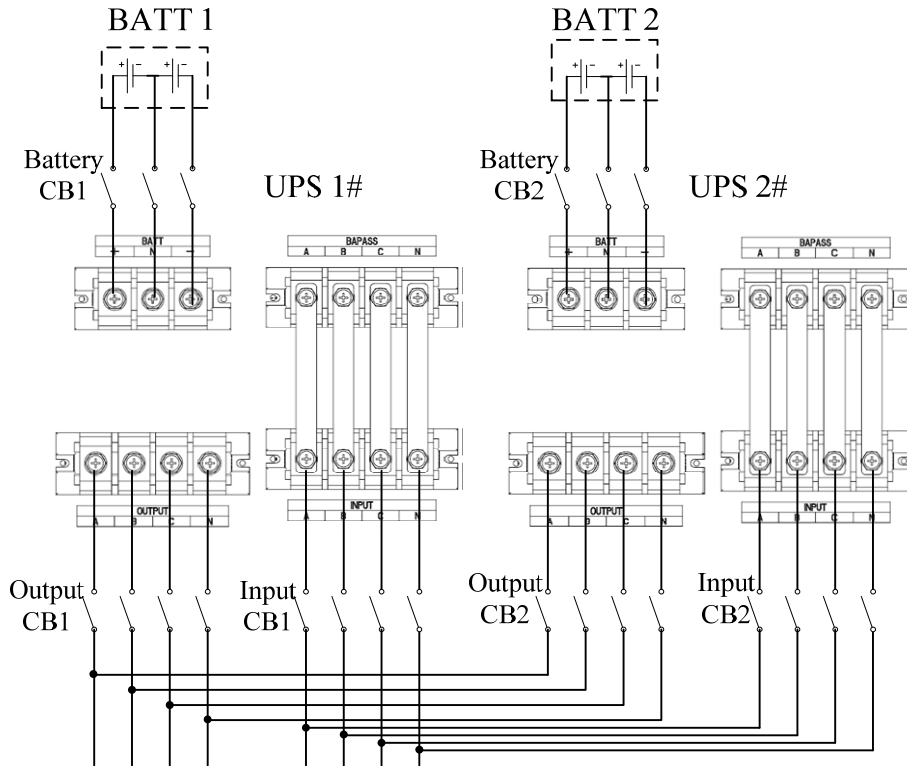 BATT 1
BATT 2
+ - + -
+ - + -
Battery
CB1
UPS 1#
Battery
CB2
UPS 2#
BATT
+ N -
BAPASS
A B C N
BATT
+ N -
BAPASS
A B C N
OUTPUT
A B C N
INPUT
A B C N
OUTPUT
A B C N
INPUT
A B C N
Output
CB1
Input
CB1
Output
CB2
Input
CB2